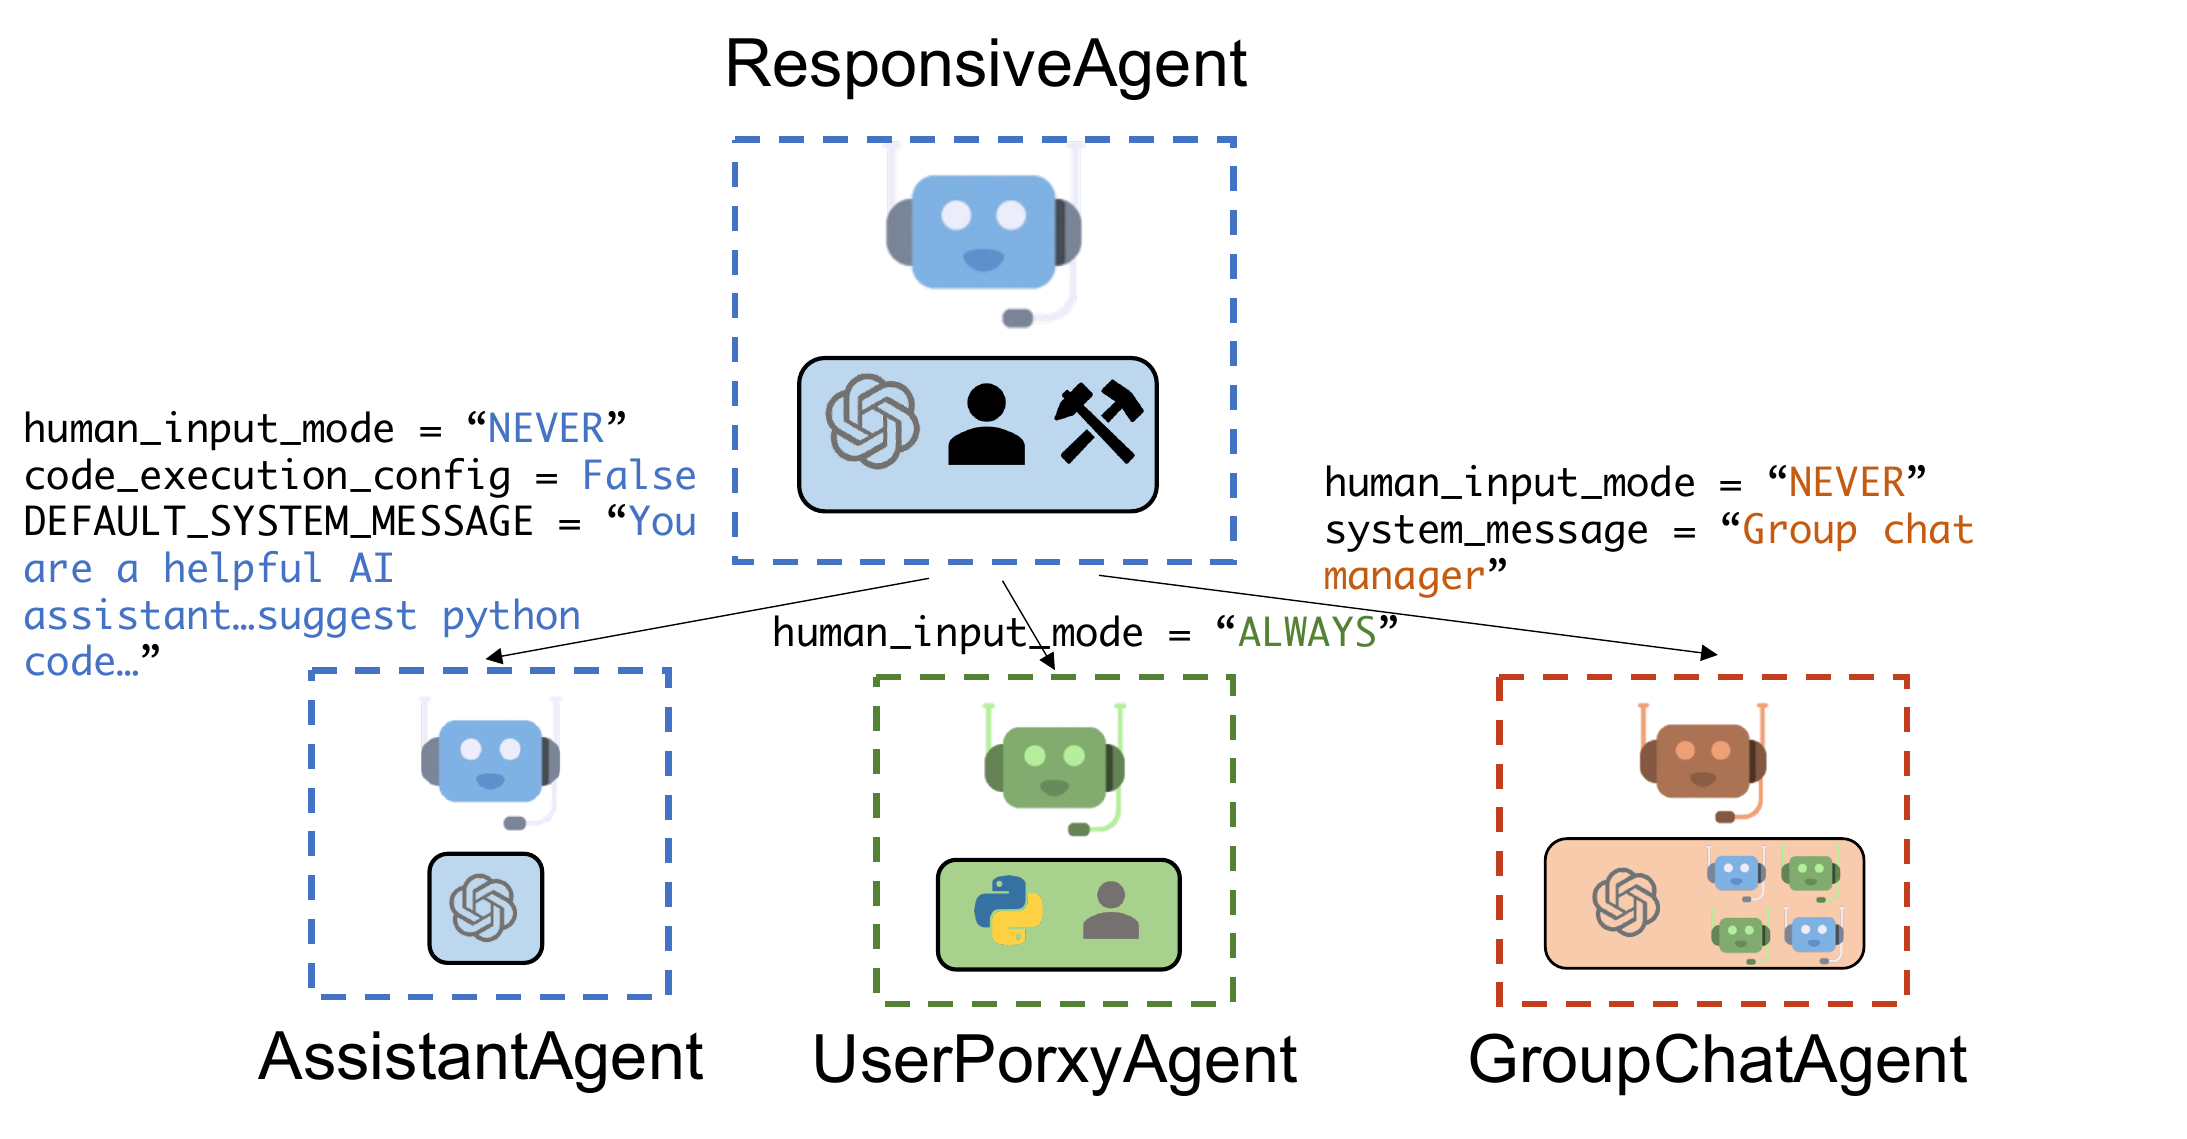 ResponsiveAgent
human_input_mode = “NEVER”
code_execution_config = False
DEFAULT_SYSTEM_MESSAGE = “You
are a helpful AI
assistant…suggest python
code…”
human_input_mode = “ALWAYS”
human_input_mode = “NEVER”
system_message = “Group chat
manager”
AssistantAgent
UserPorxyAgent
GroupChatAgent